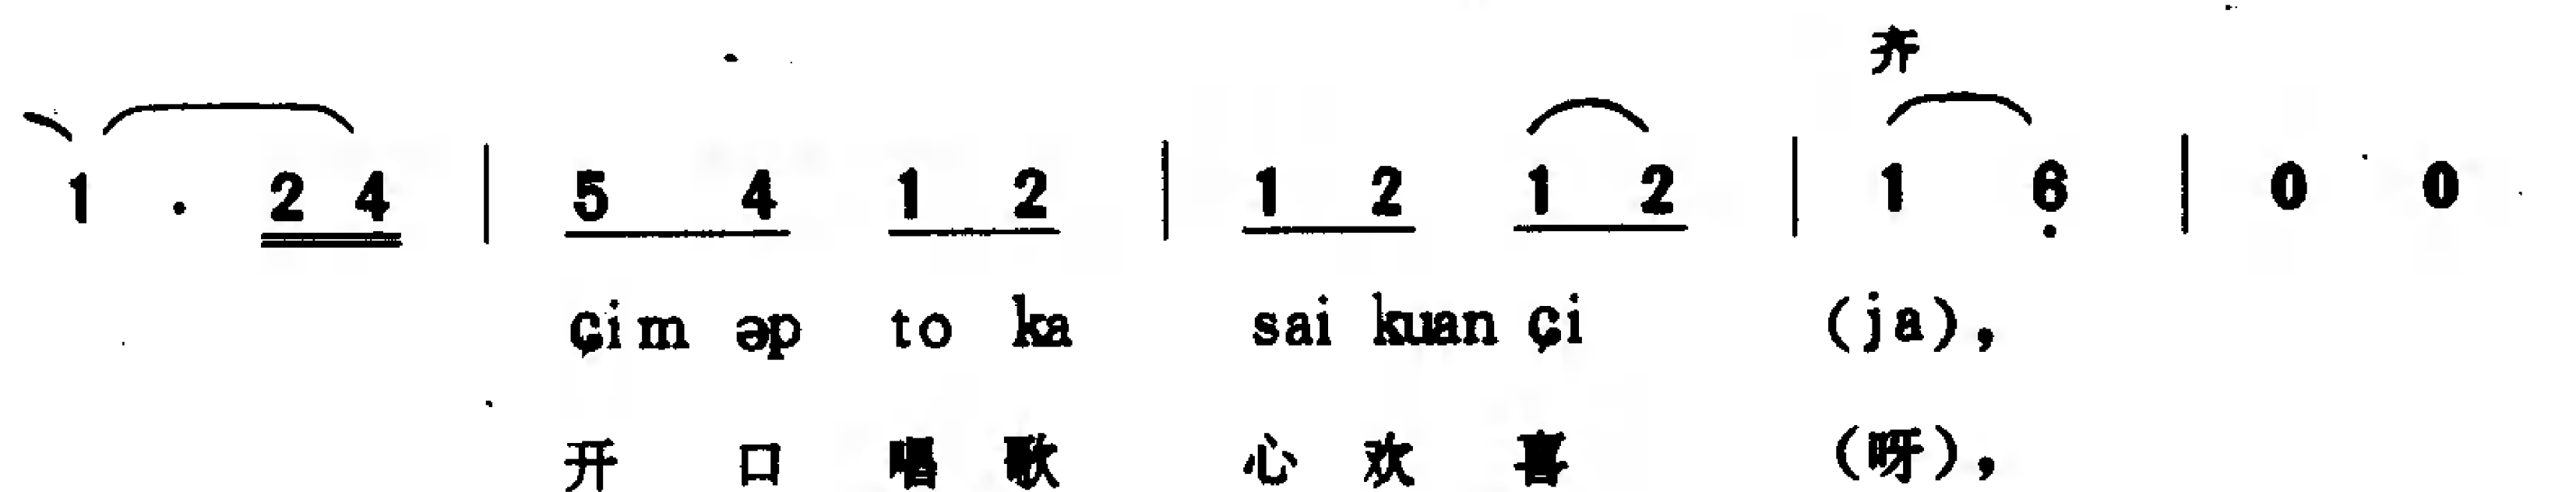 齐
1 . 2 4 | 5 4 1 2 | 1 2 1 2 | 1 6 | 0 0
çim əp to ka sai kuan çi (ja),
开 口 唱 歌 心 欢 喜 (呀),